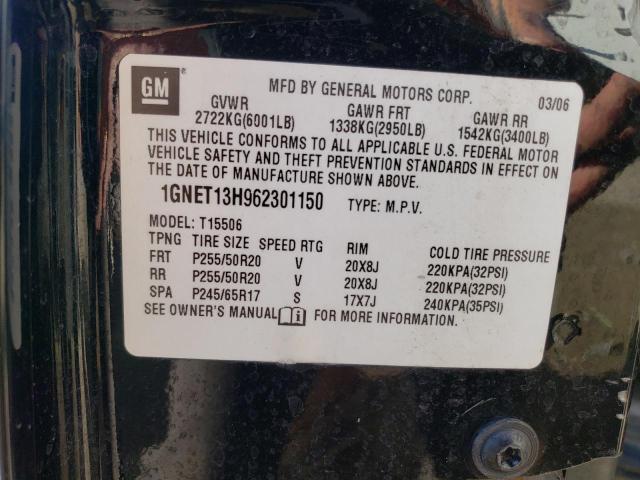 GM®
MFD BY GENERAL MOTORS CORP. 03/06
GVWR GAWR FRT GAWR RR
2722KG(6001LB) 1338KG(2950LB) 1542KG(3400LB)
THIS VEHICLE CONFORMS TO ALL APPLICABLE U.S. FEDERAL MOTOR
VEHICLE SAFETY AND THEFT PREVENTION STANDARDS IN EFFECT ON
THE DATE OF MANUFACTURE SHOWN ABOVE.
1GNET13H962301150 TYPE: M.P.V.
MODEL: T15506
TPNG TIRE SIZE SPEED RTG RIM COLD TIRE PRESSURE
FRT P255/50R20 V 20X8J 220KPA(32PSI)
RR P255/50R20 V 20X8J 220KPA(32PSI)
SPA P245/65R17 S 17X7J 240KPA(35PSI)
SEE OWNER'S MANUAL FOR MORE INFORMATION.